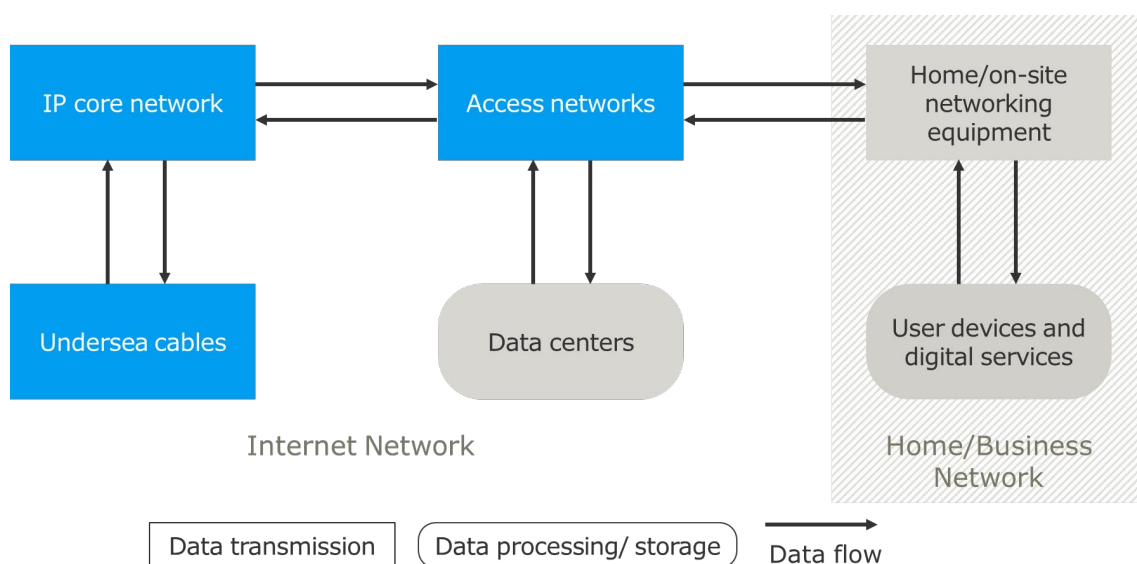 IP core network
Access networks
Home/on-site
networking
equipment
Undersea cables
Data centers
User devices and
digital services
Internet Network
Home/Business
Network
Data transmission
Data processing/ storage
Data flow